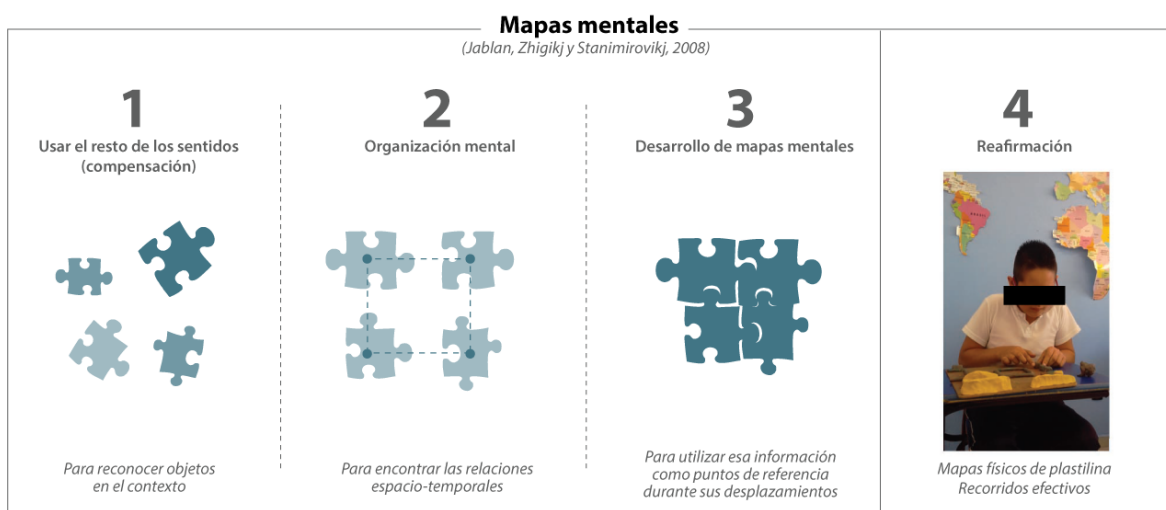 Mapas mentales
(Jablan, Zhigikj y Stanimirovikj, 2008)
1
Usar el resto de los sentidos
(compensación)
Para reconocer objetos
en el contexto
2
Organización mental
Para encontrar las relaciones
espacio-temporales
3
Desarrollo de mapas mentales
Para utilizar esa información
como puntos de referencia
durante sus desplazamientos
4
Reafirmación
BRASIL
Mapas físicos de plastilina
Recorridos efectivos